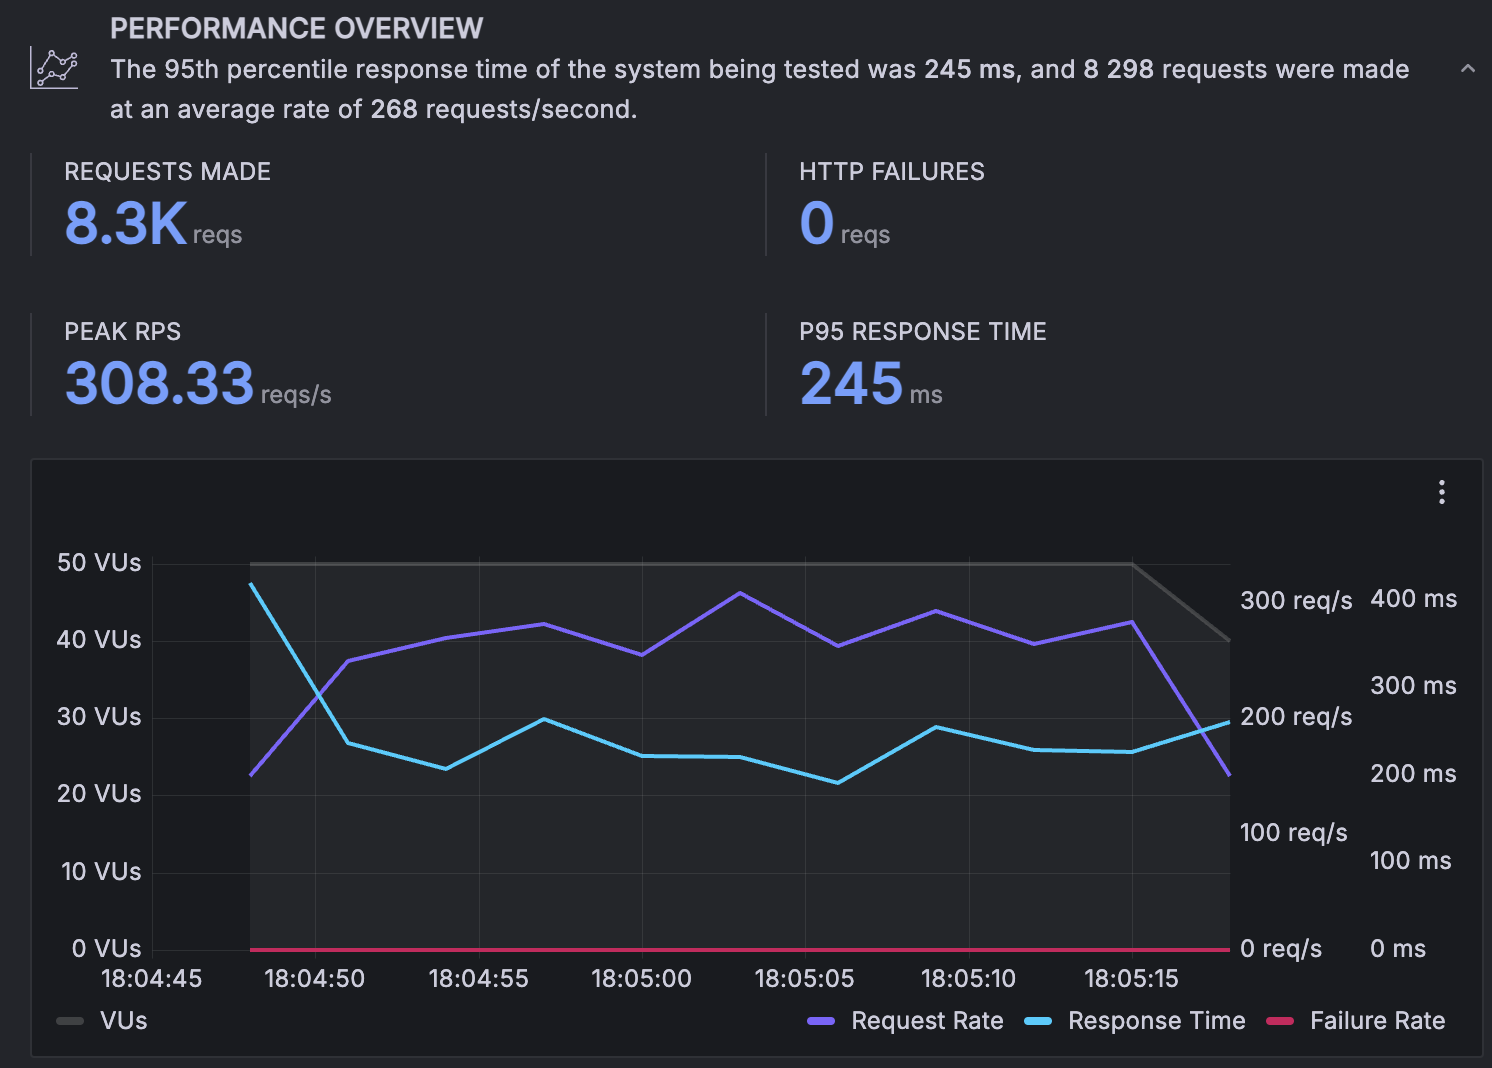 PERFORMANCE OVERVIEW
The 95th percentile response time of the system being tested was 245 ms, and 8 298 requests were made
at an average rate of 268 requests/second.
REQUESTS MADE
8.3K reqs
HTTP FAILURES
0 reqs
PEAK RPS
308.33 reqs/s
P95 RESPONSE TIME
245 ms
50 VUs
40 VUs
30 VUs
20 VUs
10 VUs
0 VUs
300 req/s
200 req/s
100 req/s
0 req/s
400 ms
300 ms
200 ms
100 ms
0 ms
18:04:45 18:04:50 18:04:55 18:05:00 18:05:05 18:05:10 18:05:15
VUs Request Rate Response Time Failure Rate